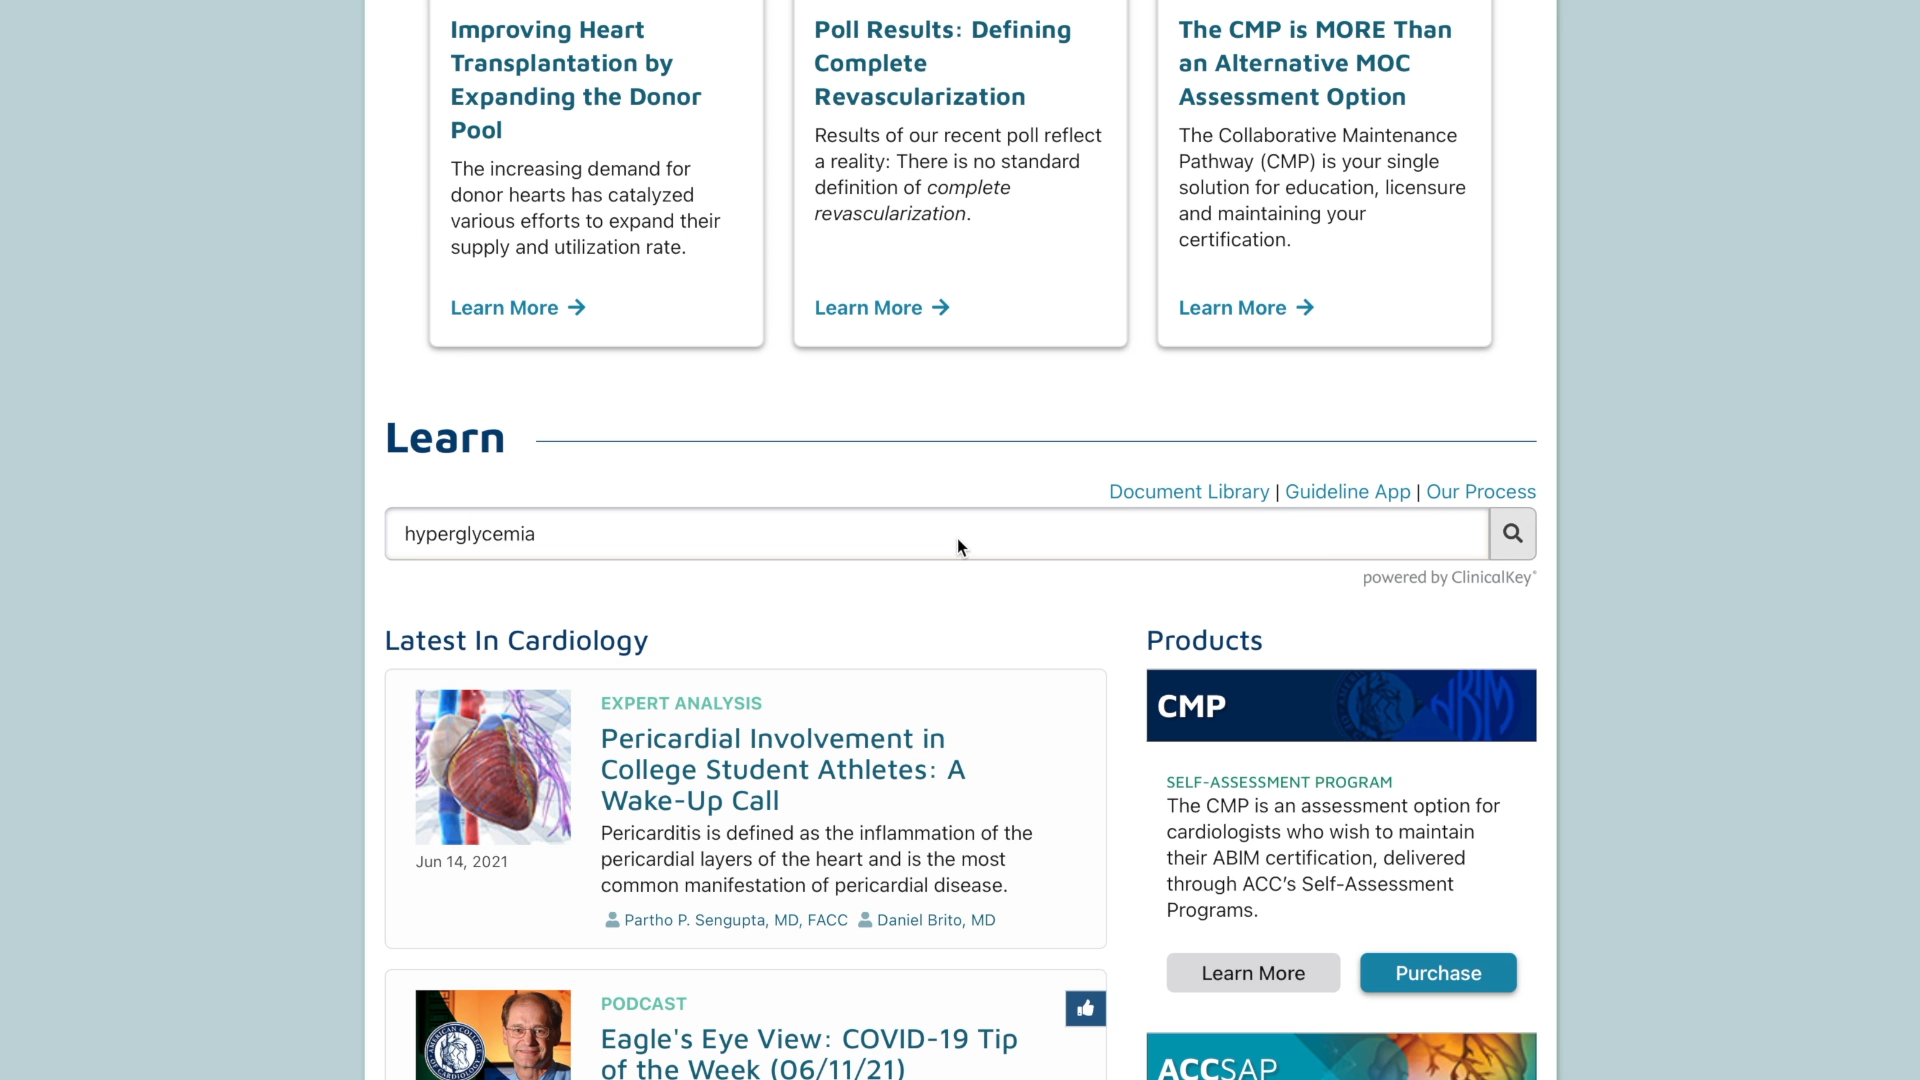 Improving Heart
Transplantation by
Expanding the Donor
Pool
The increasing demand for
donor hearts has catalyzed
various efforts to expand their
supply and utilization rate.
Learn More
Poll Results: Defining
Complete
Revascularization
Results of our recent poll reflect
a reality: There is no standard
definition of complete
revascularization.
Learn More
The CMP is MORE Than
an Alternative MOC
Assessment Option
The Collaborative Maintenance
Pathway (CMP) is your single
solution for education, licensure
and maintaining your
certification.
Learn More
Learn
Document Library | Guideline App | Our Process
hyperglycemia
powered by ClinicalKey®
Latest In Cardiology
EXPERT ANALYSIS
Pericardial Involvement in
College Student Athletes: A
Wake-Up Call
Pericarditis is defined as the inflammation of the
pericardial layers of the heart and is the most
common manifestation of pericardial disease.
Jun 14, 2021
Partho P. Sengupta, MD, FACC Daniel Brito, MD
PODCAST
Eagle's Eye View: COVID-19 Tip
of the Week (06/11/21)
AMERICAN COLLEGE
OF CARDIOLOGY
Products
CMP
ABIM
SELF-ASSESSMENT PROGRAM
The CMP is an assessment option for
cardiologists who wish to maintain
their ABIM certification, delivered
through ACC’s Self-Assessment
Programs.
Learn More
Purchase
ACCSAP